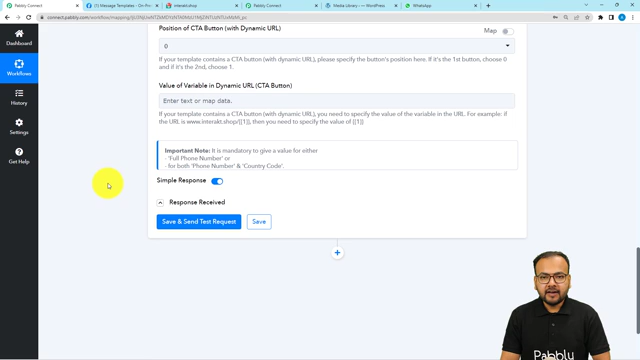 Pabbly Connect
(1) Message Templates - On-Pre
interakt.shop
Pabbly Connect
Media Library — WordPress
WhatsApp
Dashboard
Workflows
History
Settings
Get Help
Position of CTA Button (with Dynamic URL)
Map
0
If your template contains a CTA button (with dynamic URL), please specify the button's position here. If it's the 1st button, choose 0
and if it's the 2nd, choose 1.
Value of Variable in Dynamic URL (CTA Button)
Enter text or map data.
If your template contains a CTA button (with dynamic URL), you need to specify the value of the variable in the URL. For example: if
the URL is www.interakt.shop/{{1}}, then you need to specify the value of {{1}}
Important Note: It is mandatory to give a value for either
- 'Full Phone Number' or
- for both 'Phone Number' & 'Country Code'.
Simple Response
Response Received
Save & Send Test Request
Save
Pabbly